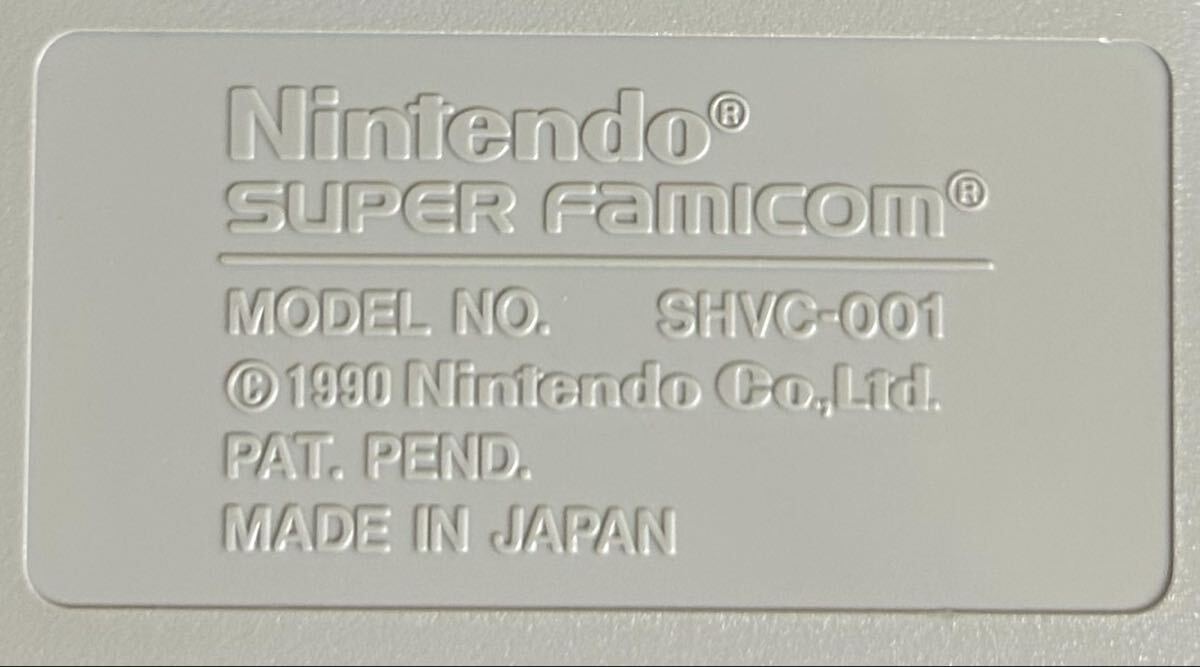 Nintendo®
SUPER FAMICOM®
MODEL NO. SHVC-001
©1990 Nintendo Co.,Ltd.
PAT. PEND.
MADE IN JAPAN